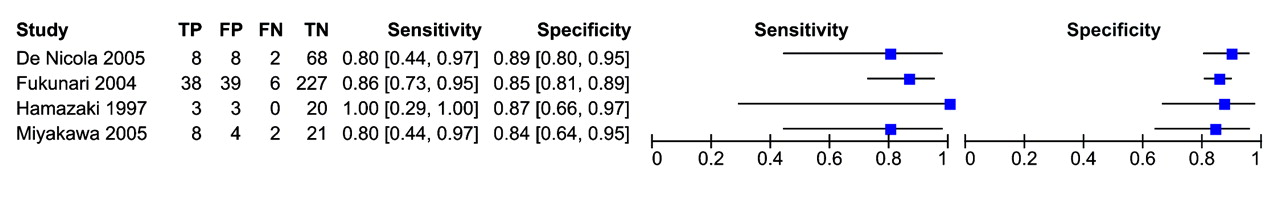 Study TP FP FN TN Sensitivity Specificity Sensitivity Specificity
De Nicola 2005 8 8 2 68 0.80 [0.44, 0.97] 0.89 [0.80, 0.95]
Fukunari 2004 38 39 6 227 0.86 [0.73, 0.95] 0.85 [0.81, 0.89]
Hamazaki 1997 3 3 0 20 1.00 [0.29, 1.00] 0.87 [0.66, 0.97]
Miyakawa 2005 8 4 2 21 0.80 [0.44, 0.97] 0.84 [0.64, 0.95]
0 0.2 0.4 0.6 0.8 1 0 0.2 0.4 0.6 0.8 1